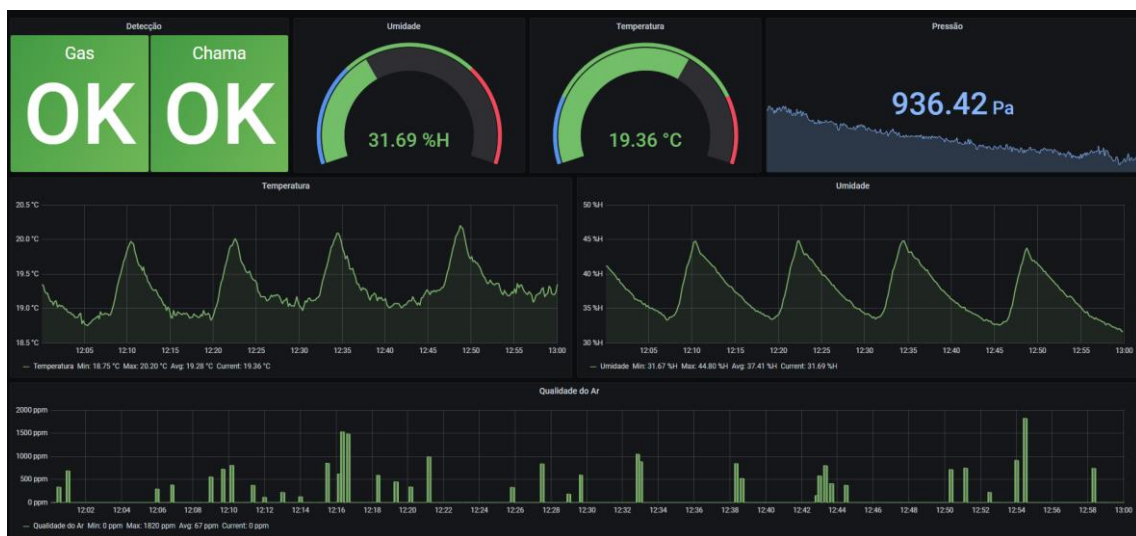 Detecção
Gas
OK
Chama
OK
Umidade
31.69 %H
Temperatura
19.36 °C
Pressão
936.42 Pa
Temperatura
20.5 °C
20.0 °C
19.5 °C
19.0 °C
18.5 °C
12:05 12:10 12:15 12:20 12:25 12:30 12:35 12:40 12:45 12:50 12:55 13:00
Temperatura Min: 18.75 °C Max: 20.20 °C Avg: 19.28 °C Current: 19.36 °C
Umidade
50 %H
45 %H
40 %H
35 %H
30 %H
12:05 12:10 12:15 12:20 12:25 12:30 12:35 12:40 12:45 12:50 12:55 13:00
Umidade Min: 31.67 %H Max: 44.80 %H Avg: 37.41 %H Current: 31.69 %H
Qualidade do Ar
2000 ppm
1500 ppm
1000 ppm
500 ppm
0 ppm
12:02 12:04 12:06 12:08 12:10 12:12 12:14 12:16 12:18 12:20 12:22 12:24 12:26 12:28 12:30 12:32 12:34 12:36 12:38 12:40 12:42 12:44 12:46 12:48 12:50 12:52 12:54 12:56 12:58 13:00
Qualidade do Ar Min: 0 ppm Max: 1820 ppm Avg: 67 ppm Current: 0 ppm